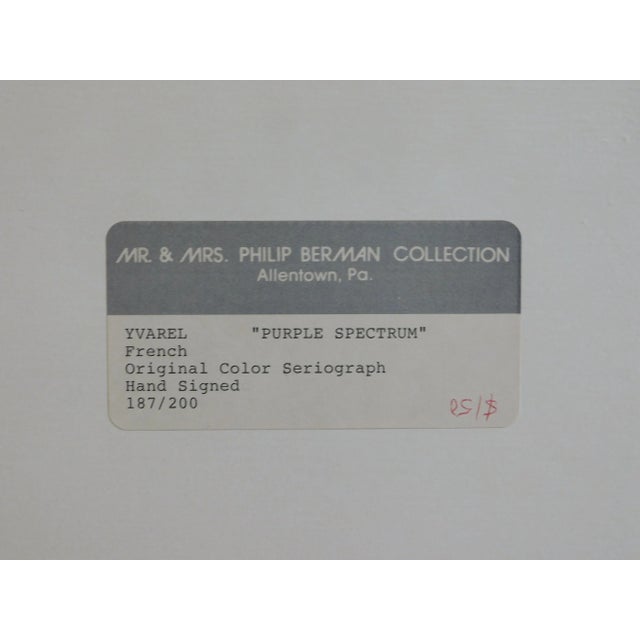 MR. & MRS. PHILIP BERMAN COLLECTION
Allentown, Pa.
YVAREL "PURPLE SPECTRUM"
French
Original Color Seriograph
Hand Signed
187/200